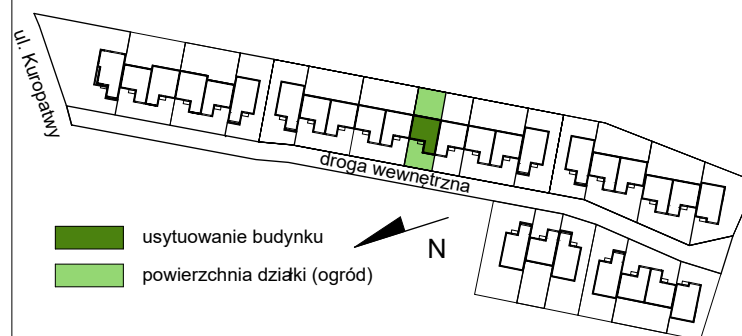 ul. Kuropatwy
droga wewnętrzna
usytuowanie budynku
N
powierzchnia działki (ogród)